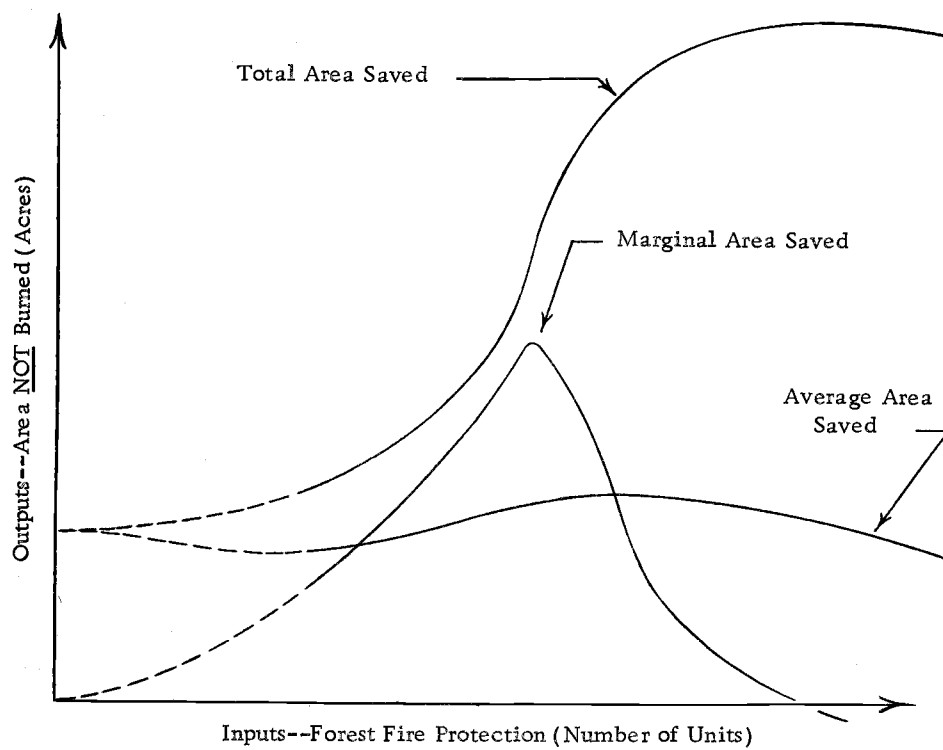 Total Area Saved
Marginal Area Saved
Average Area
Saved
Outputs--Area NOT Burned (Acres)
Inputs--Forest Fire Protection (Number of Units)